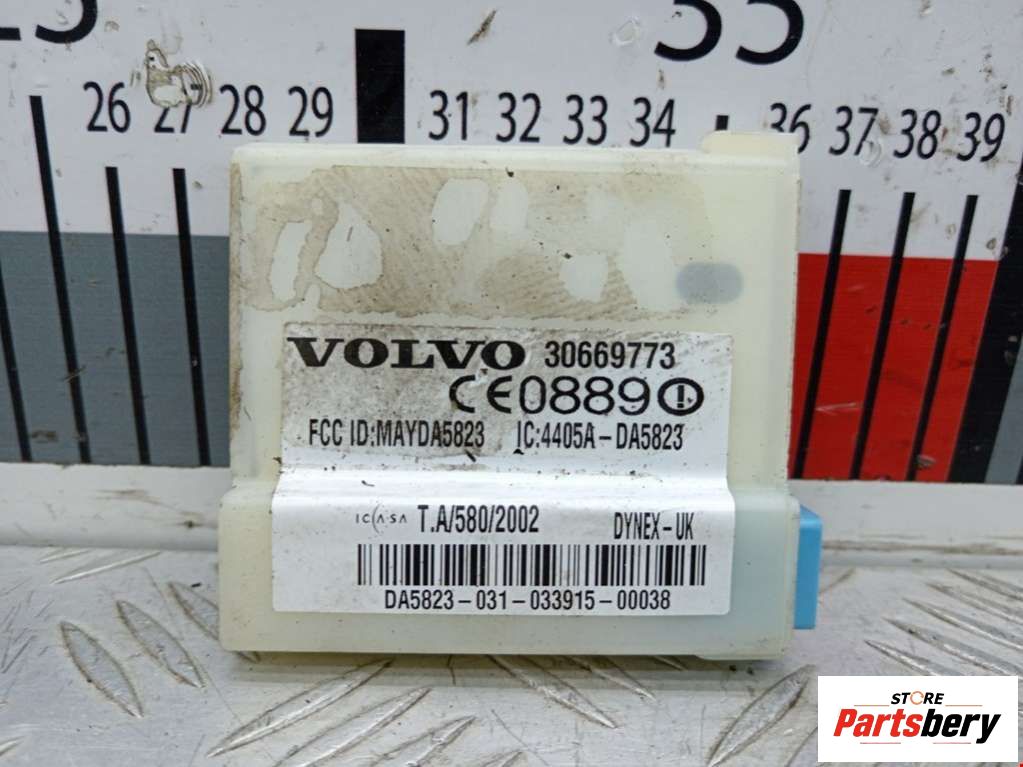 26 27 28 29 31 32 33 34 36 37 38 39
VOLVO 30669773
CE0889
FCC ID:MAYDA5823 IC:4405A-DA5823
ICASA T.A/580/2002 DYNEX-UK
DA5823-031-033915-00038
STORE
Partsbery